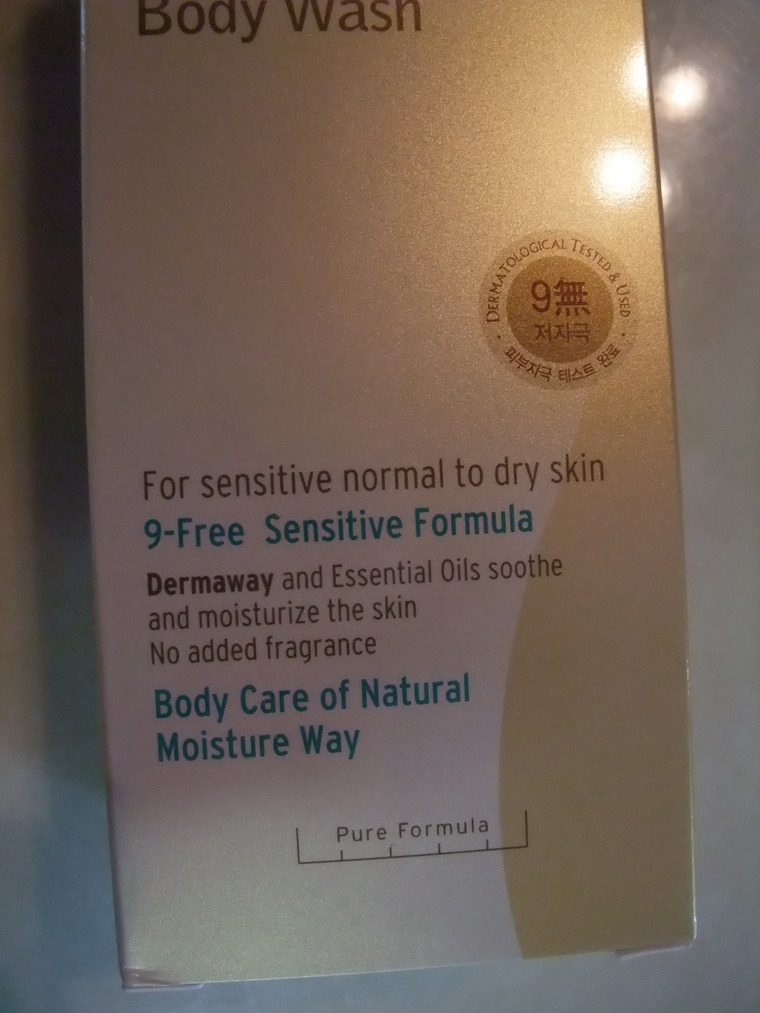 Body Wash
DERMATOLOGICAL TESTED & USED
9無
저자극
피부자극 테스트 완료
For sensitive normal to dry skin
9-Free Sensitive Formula
Dermaway and Essential Oils soothe
and moisturize the skin
No added fragrance
Body Care of Natural
Moisture Way
Pure Formula